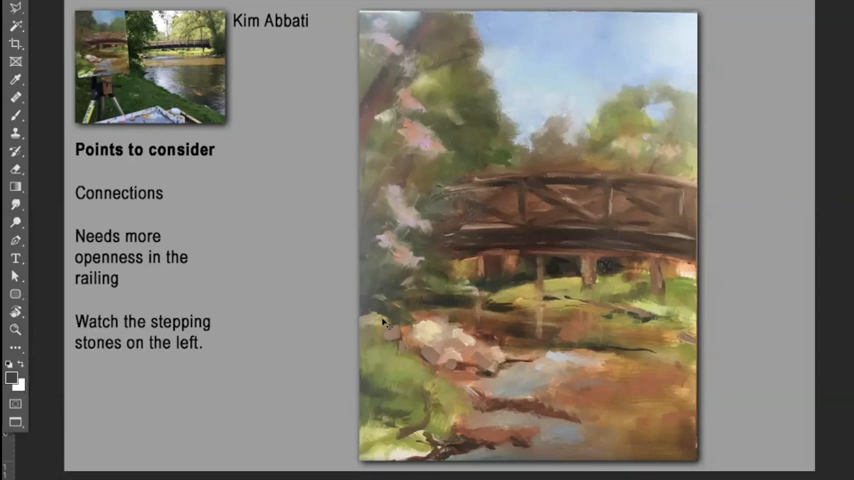 Kim Abbati
Points to consider
Connections
Needs more
openness in the
railing
Watch the stepping
stones on the left.